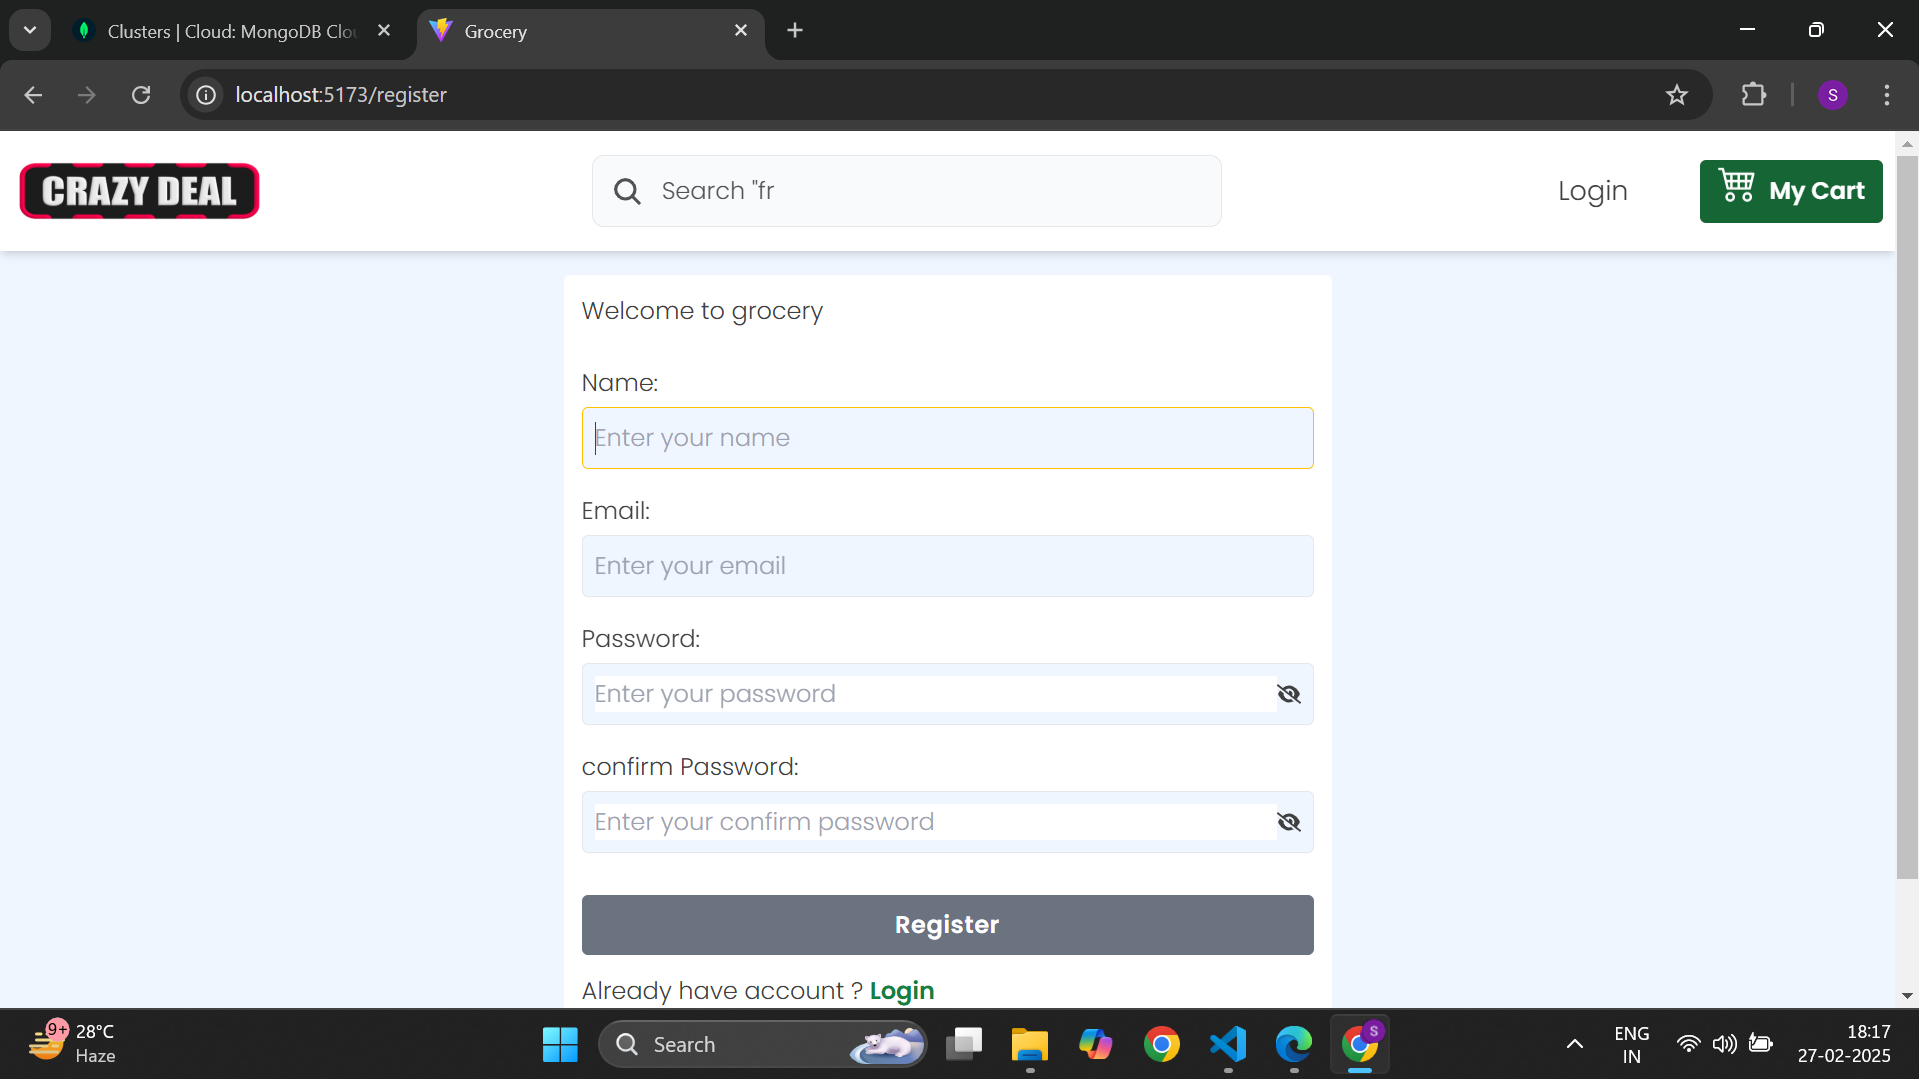 Clusters | Cloud: MongoDB Clou
Grocery
localhost:5173/register
S
CRAZY DEAL
Search "fr
Login
My Cart
Welcome to grocery
Name:
Enter your name
Email:
Enter your email
Password:
Enter your password
confirm Password:
Enter your confirm password
Register
Already have account ? Login
9+
28°C
Haze
Search
S
ENG
IN
18:17
27-02-2025